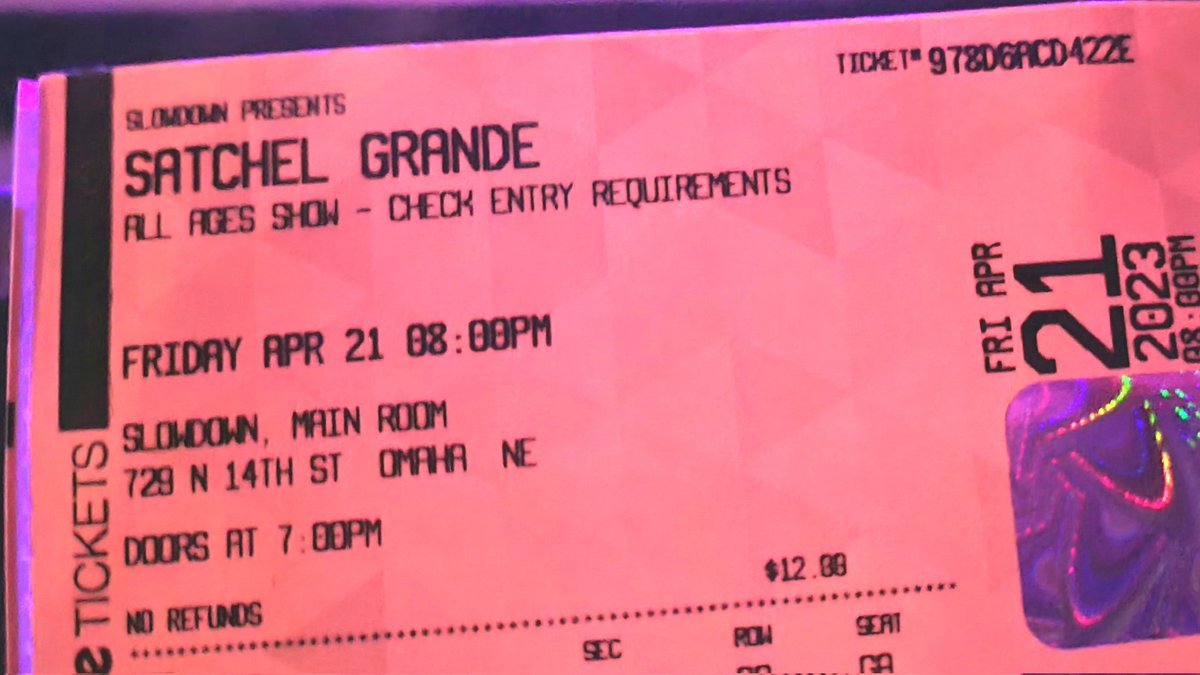 TICKET# 978D6ACD422E
SLOWDOWN PRESENTS
SATCHEL GRANDE
ALL AGES SHOW - CHECK ENTRY REQUIREMENTS
FRIDAY APR 21 08:00PM
SLOWDOWN, MAIN ROOM
729 N 14TH ST OMAHA NE
DOORS AT 7:00PM
$12.00
NO REFUNDS
SEC ROW SEAT
GA
TICKETS
FRI APR
21
2023
08:00PM